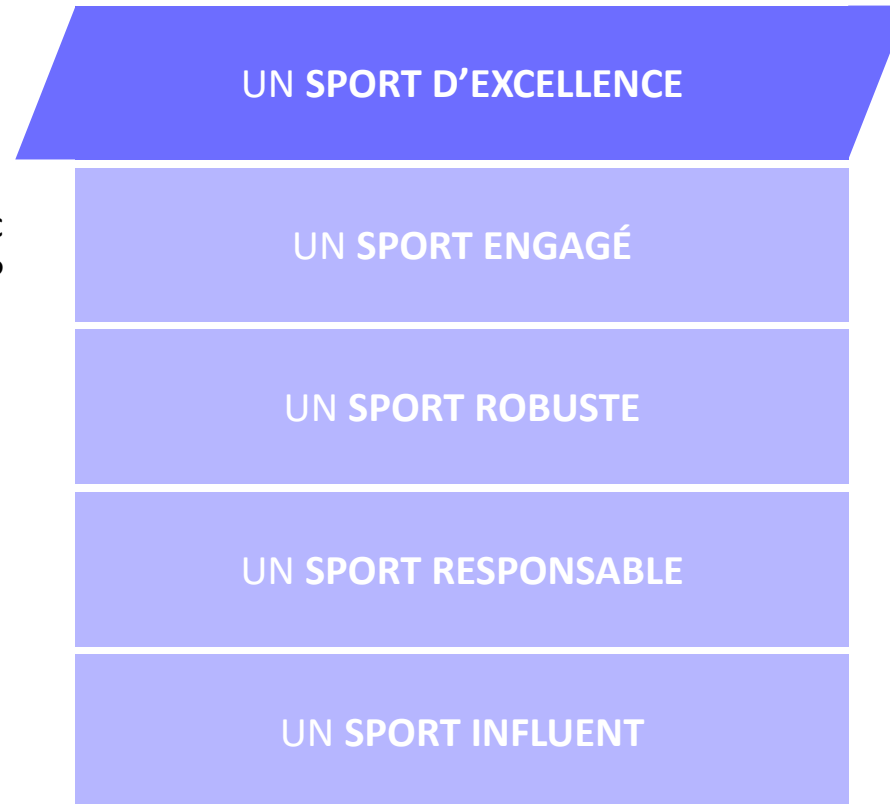 UN SPORT D’EXCELLENCE
UN SPORT ENGAGÉ
UN SPORT ROBUSTE
UN SPORT RESPONSABLE
UN SPORT INFLUENT